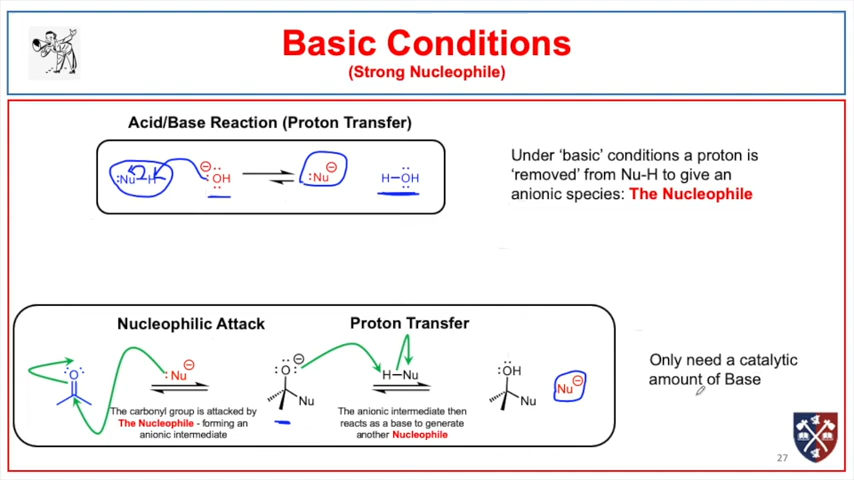 Basic Conditions
(Strong Nucleophile)
Acid/Base Reaction (Proton Transfer)
:Nu—H
⊖
:OH
:Nu ⊖
H—OH
Under ‘basic’ conditions a proton is
‘removed’ from Nu-H to give an
anionic species: The Nucleophile
Nucleophilic Attack
Proton Transfer
:O:
:Nu ⊖
:O: ⊖
Nu
H—Nu
:OH
Nu
Nu ⊖
The carbonyl group is attacked by
The Nucleophile - forming an
anionic intermediate
The anionic intermediate then
reacts as a base to generate
another Nucleophile
Only need a catalytic
amount of Base
27